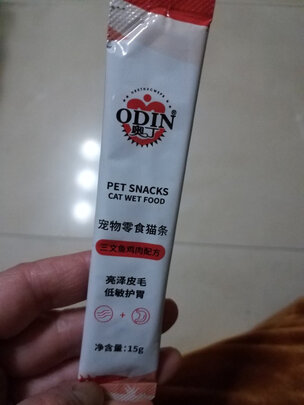 ODIN®
奥丁
PET SNACKS
CAT WET FOOD
宠物零食猫条
三文鱼鸡肉配方
亮泽皮毛
低敏护胃
+
净含量:15g